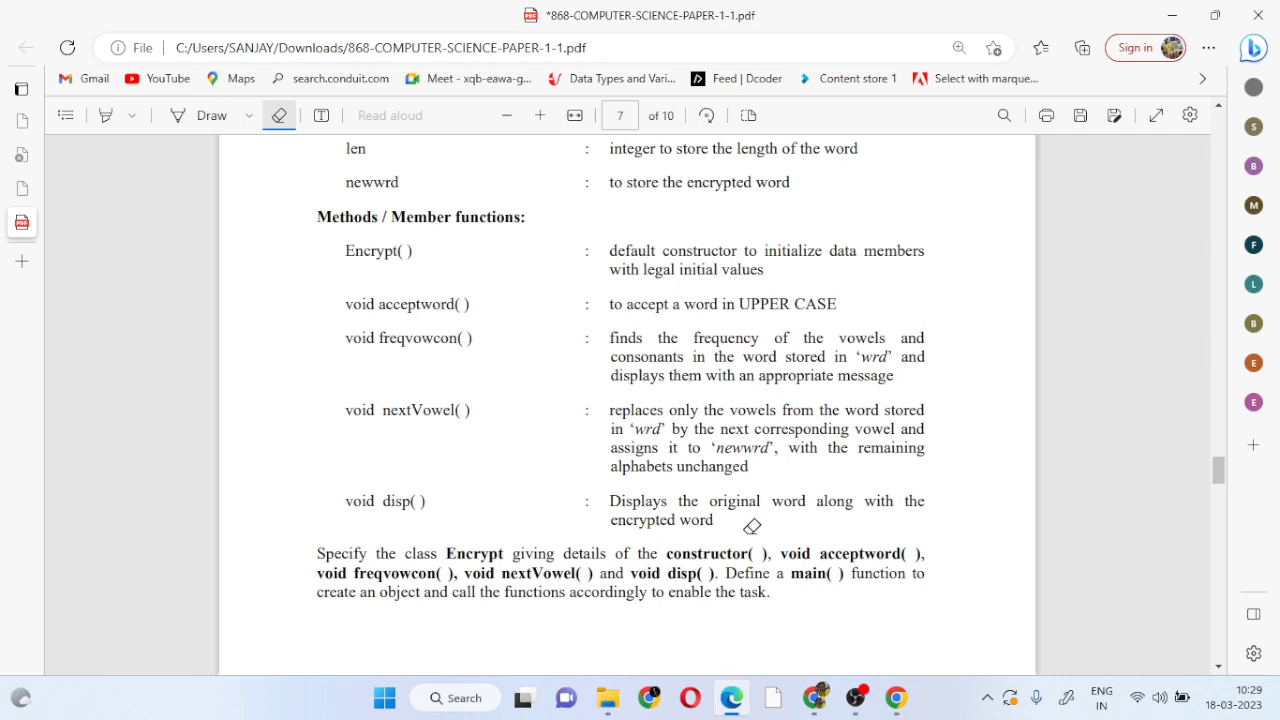 *868-COMPUTER-SCIENCE-PAPER-1-1.pdf
File C:/Users/SANJAY/Downloads/868-COMPUTER-SCIENCE-PAPER-1-1.pdf Sign in
Gmail YouTube Maps search.conduit.com Meet - xqb-eawa-g... Data Types and Vari... Feed | Dcoder Content store 1 Select with marque...
Draw Read aloud 7 of 10
len : integer to store the length of the word
newwrd : to store the encrypted word
Methods / Member functions:
Encrypt( ) : default constructor to initialize data members
with legal initial values
void acceptword( ) : to accept a word in UPPER CASE
void freqvowcon( ) : finds the frequency of the vowels and
consonants in the word stored in ‘wrd’ and
displays them with an appropriate message
void nextVowel( ) : replaces only the vowels from the word stored
in ‘wrd’ by the next corresponding vowel and
assigns it to ‘newwrd’, with the remaining
alphabets unchanged
void disp( ) : Displays the original word along with the
encrypted word
Specify the class Encrypt giving details of the constructor( ), void acceptword( ),
void freqvowcon( ), void nextVowel( ) and void disp( ). Define a main( ) function to
create an object and call the functions accordingly to enable the task.
S
B
M
F
L
B
E
E
Search
ENG
IN
10:29
18-03-2023